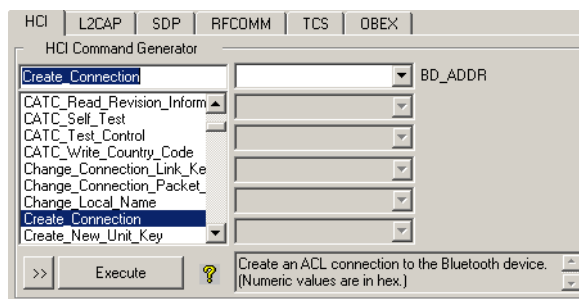 HCI L2CAP SDP RFCOMM TCS OBEX
HCI Command Generator
Create_Connection BD_ADDR
CATC_Read_Revision_Inform
CATC_Self_Test
CATC_Test_Control
CATC_Write_Country_Code
Change_Connection_Link_Ke
Change_Connection_Packet_
Change_Local_Name
Create_Connection
Create_New_Unit_Key
>> Execute ?
Create an ACL connection to the Bluetooth device.
(Numeric values are in hex.)